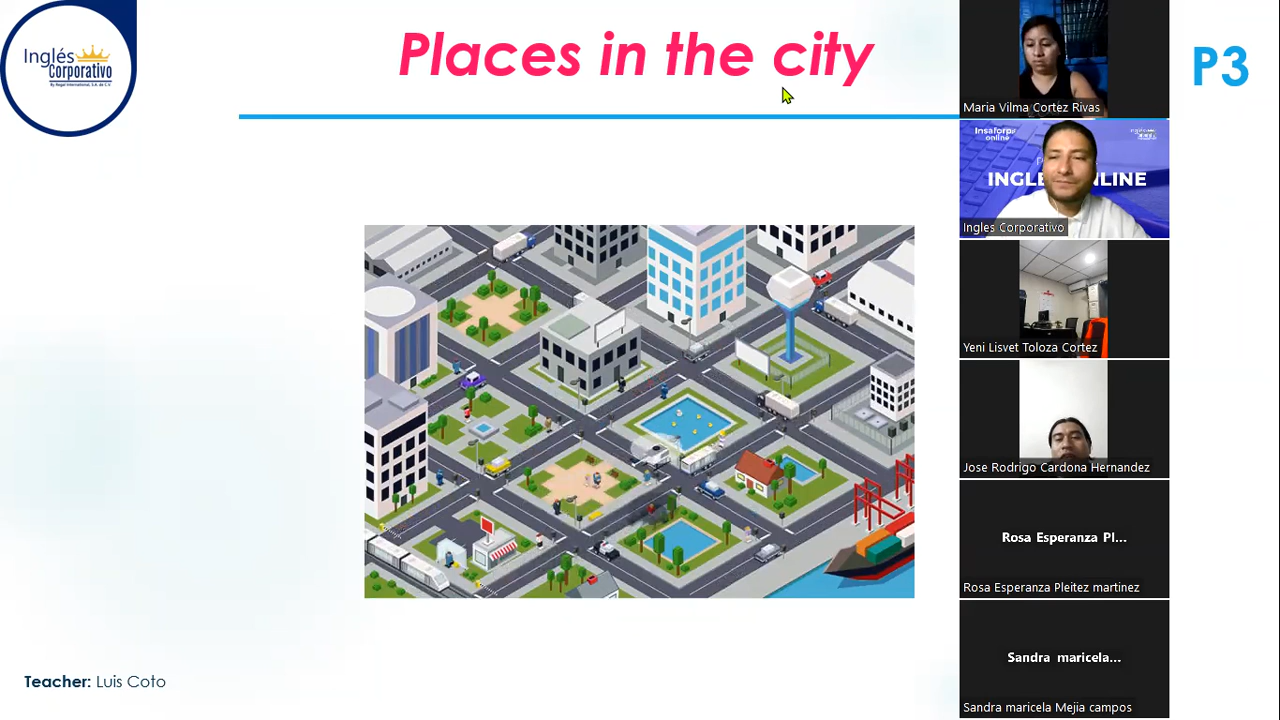 Inglés
Corporativo
By Regal International, S.A. de C.V.
Places in the city
P3
Maria Vilma Cortez Rivas
Insaforp
online
INGL
NLINE
Ingles Corporativo
Yeni Lisvet Toloza Cortez
Jose Rodrigo Cardona Hernandez
Rosa Esperanza Pl...
Rosa Esperanza Pleitez martinez
Sandra maricela...
Sandra maricela Mejia campos
Teacher: Luis Coto